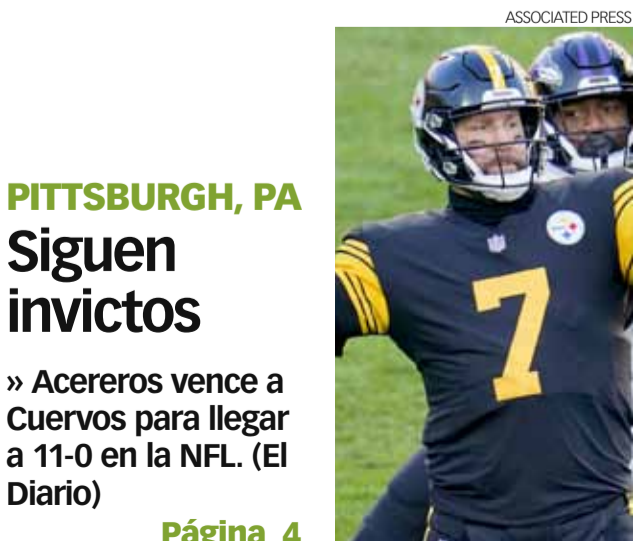 ASSOCIATED PRESS
PITTSBURGH, PA
Siguen
invictos
» Acereros vence a
Cuervos para llegar
a 11-0 en la NFL. (El
Diario)
Página 4
7